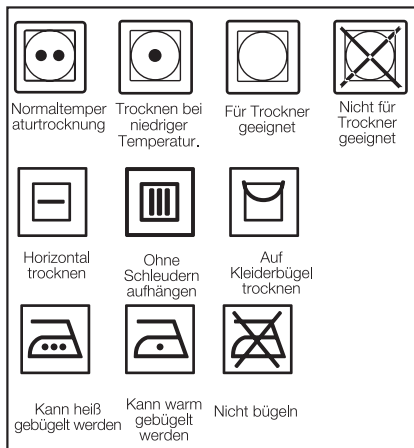 Normaltemper
aturtrocknung
Trocknen bei
niedriger
Temperatur.
Für Trockner
geeignet
Nicht für
Trockner
geeignet
Horizontal
trocknen
Ohne
Schleudern
aufhängen
Auf
Kleiderbügel
trocknen
Kann heiß
gebügelt werden
Kann warm
gebügelt
werden
Nicht bügeln